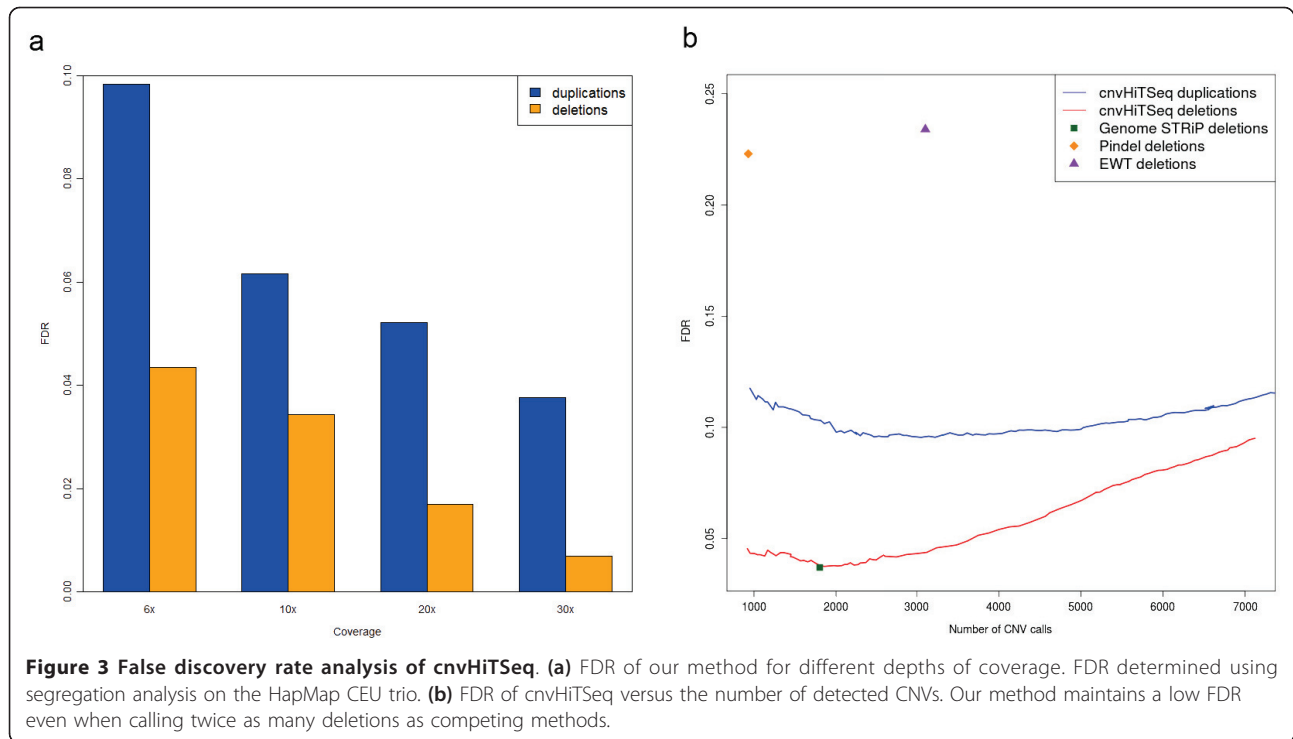 a
0.10
0.08
0.06
0.04
0.02
0.00
FDR
duplications
deletions
6x
10x
20x
30x
Coverage
b
0.25
0.20
0.15
0.10
0.05
FDR
cnvHiTSeq duplications
cnvHiTSeq deletions
Genome STRiP deletions
Pindel deletions
EWT deletions
1000
2000
3000
4000
5000
6000
7000
Number of CNV calls
Figure 3 False discovery rate analysis of cnvHiTSeq. (a) FDR of our method for different depths of coverage. FDR determined using
segregation analysis on the HapMap CEU trio. (b) FDR of cnvHiTSeq versus the number of detected CNVs. Our method maintains a low FDR
even when calling twice as many deletions as competing methods.